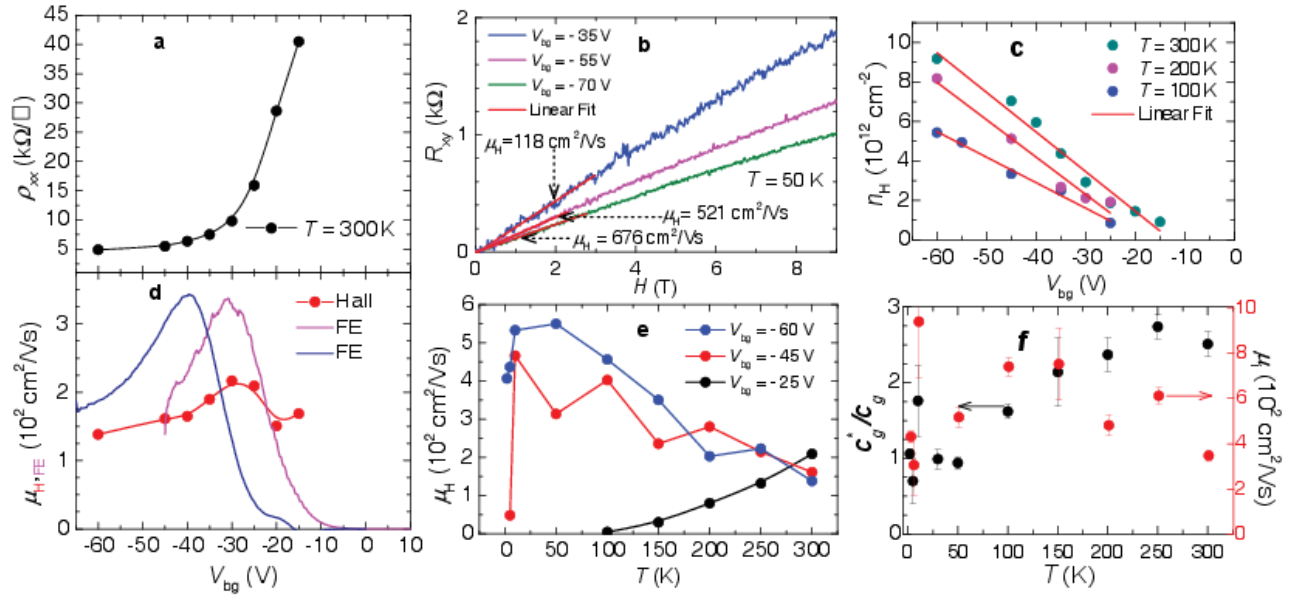 a
ρxx (kΩ/□)
45
40
35
30
25
20
15
10
5
T = 300K
b
Rxy (kΩ)
2
1
0
Vbg = - 35 V
Vbg = - 55 V
Vbg = - 70 V
Linear Fit
μH=118 cm²/Vs
T = 50 K
μH = 521 cm²/Vs
μH = 676 cm²/Vs
0 2 4 6 8
H (T)
c
nH (10¹² cm⁻²)
10
8
6
4
2
0
T = 300K
T = 200K
T = 100K
Linear Fit
-60 -50 -40 -30 -20 -10 0
Vbg (V)
d
μH,FE (10² cm²/Vs)
3
2
1
0
Hall
FE
FE
-60 -50 -40 -30 -20 -10 0 10
Vbg (V)
e
μH (10² cm²/Vs)
6
5
4
3
2
1
0
Vbg = - 60 V
Vbg = - 45 V
Vbg = - 25 V
0 50 100 150 200 250 300
T (K)
f
c*g/cg
3
2
1
0
10
8
6
4
2
0
μi (10² cm²/Vs)
0 50 100 150 200 250 300
T (K)